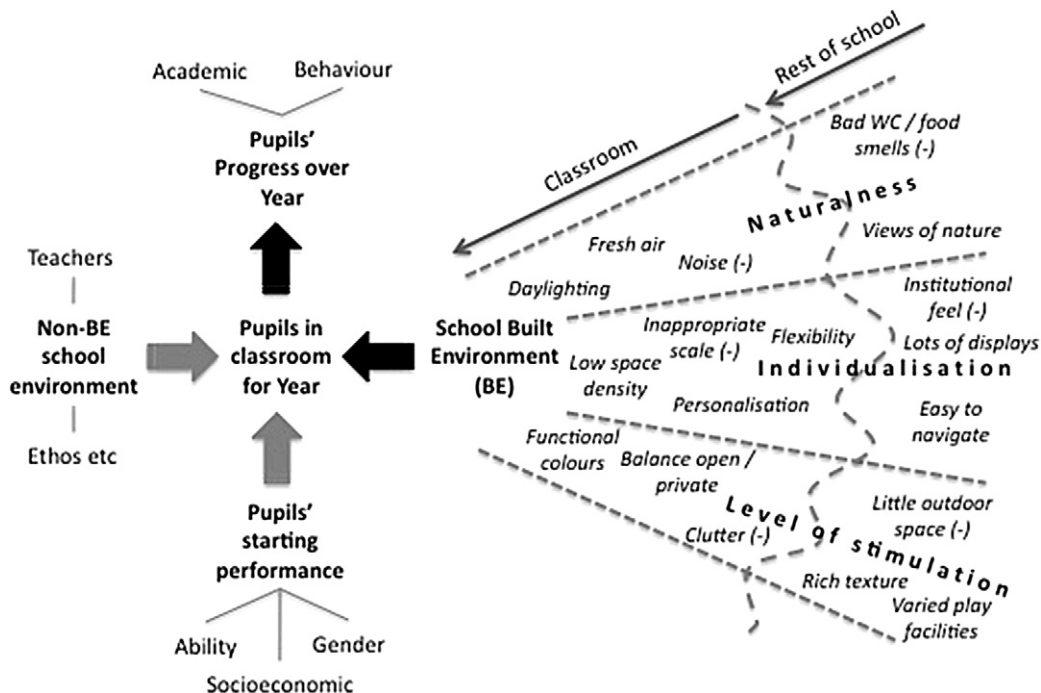 Academic
Behaviour
Pupils'
Progress over
Year
Teachers
Non-BE
school
environment
Ethos etc
Pupils in
classroom
for Year
Pupils'
starting
performance
Ability
Gender
Socioeconomic
School Built
Environment
(BE)
Classroom
Rest of school
Naturalness
Bad WC / food
smells (-)
Fresh air
Noise (-)
Views of nature
Daylighting
Individualisation
Inappropriate
scale (-)
Flexibility
Institutional
feel (-)
Lots of displays
Low space
density
Personalisation
Easy to
navigate
Level of stimulation
Functional
colours
Balance open /
private
Clutter (-)
Little outdoor
space (-)
Rich texture
Varied play
facilities